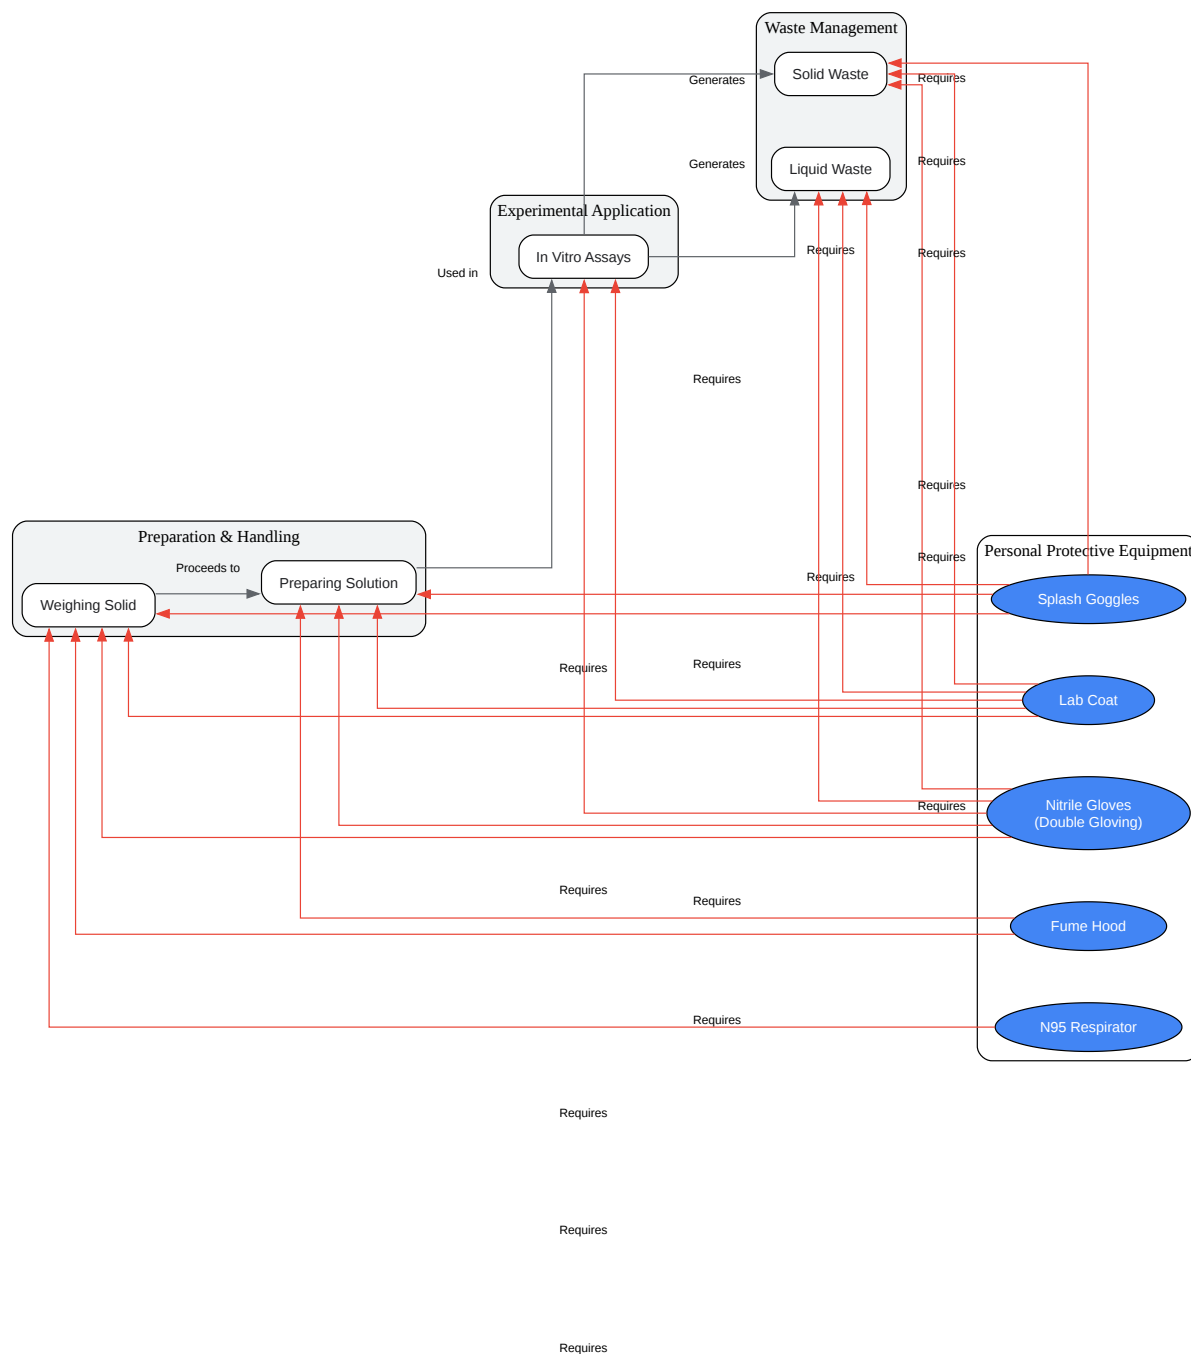 Waste Management
Solid Waste
Generates
Requires
Generates
Requires
Liquid Waste
Experimental Application
In Vitro Assays
Requires
Requires
Used in
Requires
Requires
Preparation & Handling
Proceeds to
Preparing Solution
Weighing Solid
Requires
Requires
Personal Protective Equipment
Splash Goggles
Requires
Requires
Lab Coat
Requires
Nitrile Gloves
(Double Gloving)
Requires
Requires
Fume Hood
Requires
N95 Respirator
Requires
Requires
Requires